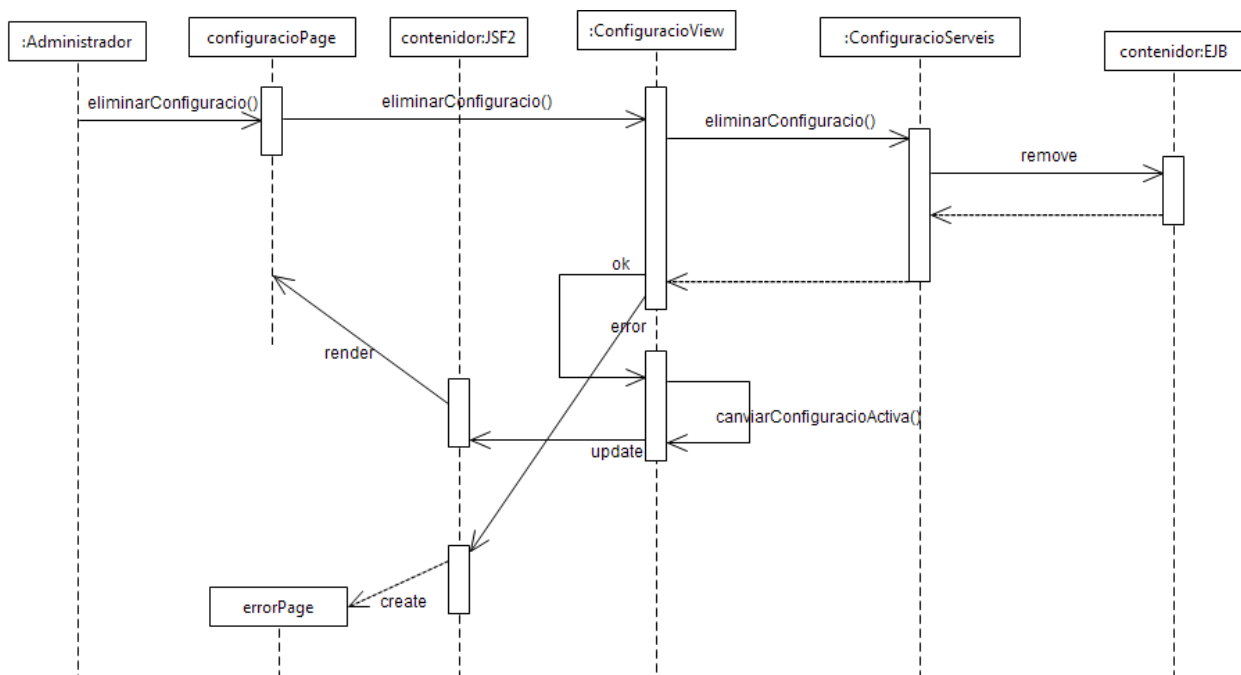 :Administrador
configuracioPage
contenidor:JSF2
:ConfiguracioView
:ConfiguracioServeis
contenidor:EJB
eliminarConfiguracio()
eliminarConfiguracio()
eliminarConfiguracio()
remove
ok
error
render
canviarConfiguracioActiva()
update
errorPage
create